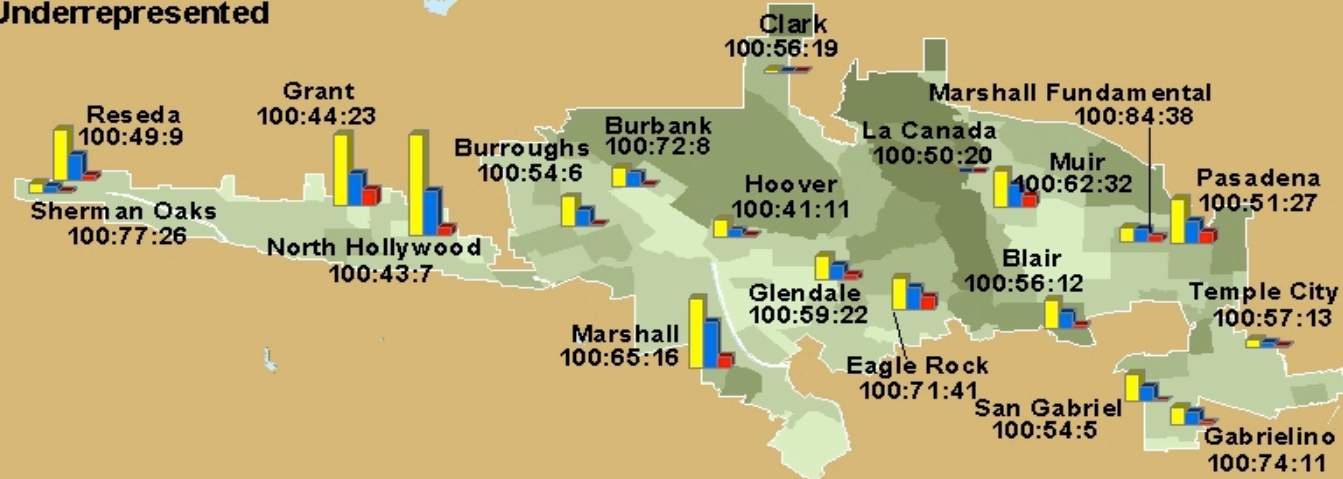 Underrepresented
Clark
100:56:19
Grant
100:44:23
Reseda
100:49:9
Marshall Fundamental
100:84:38
Burbank
100:72:8
La Canada
100:50:20
Burroughs
100:54:6
Muir
100:62:32
Pasadena
100:51:27
Hoover
100:41:11
Sherman Oaks
100:77:26
North Hollywood
100:43:7
Blair
100:56:12
Glendale
100:59:22
Temple City
100:57:13
Marshall
100:65:16
Eagle Rock
100:71:41
San Gabriel
100:54:5
Gabrielino
100:74:11